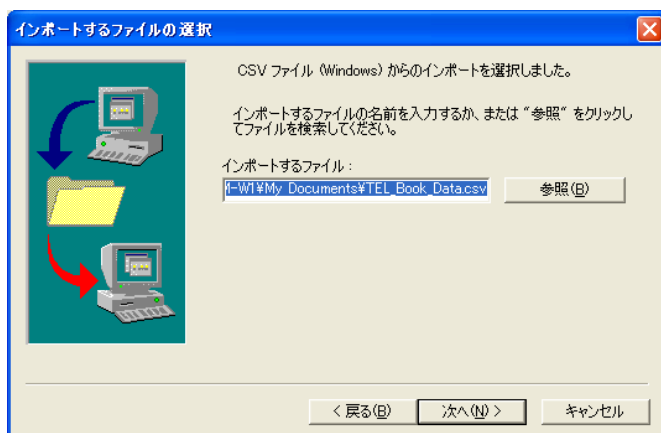 インポートするファイルの選択
CSV ファイル (Windows) からのインポートを選択しました。
インポートするファイルの名前を入力するか、または "参照" をクリックし
てファイルを検索してください。
インポートするファイル :
-W1¥My Documents¥TEL_Book_Data.csv
参照(B)
< 戻る(B)
次へ(N) >
キャンセル